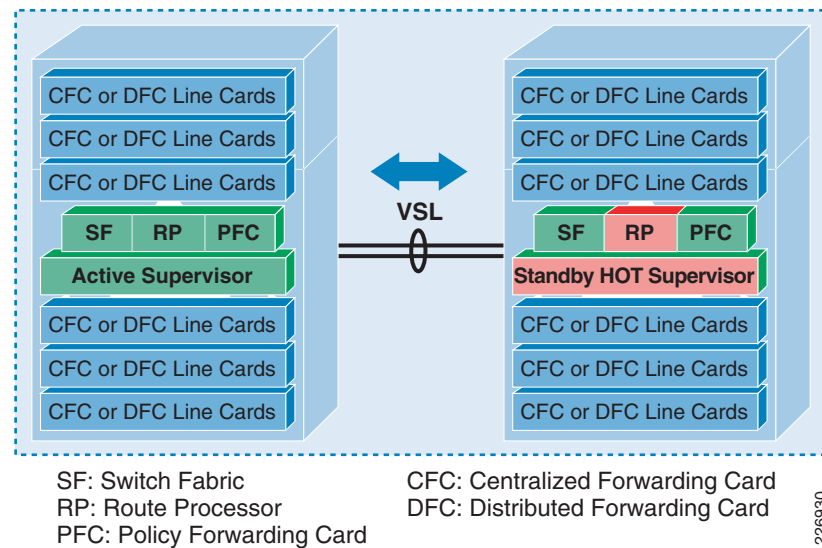 CFC or DFC Line Cards
CFC or DFC Line Cards
CFC or DFC Line Cards
SF RP PFC
Active Supervisor
CFC or DFC Line Cards
CFC or DFC Line Cards
CFC or DFC Line Cards
VSL
CFC or DFC Line Cards
CFC or DFC Line Cards
CFC or DFC Line Cards
SF RP PFC
Standby HOT Supervisor
CFC or DFC Line Cards
CFC or DFC Line Cards
CFC or DFC Line Cards
SF: Switch Fabric
RP: Route Processor
PFC: Policy Forwarding Card
CFC: Centralized Forwarding Card
DFC: Distributed Forwarding Card
226930